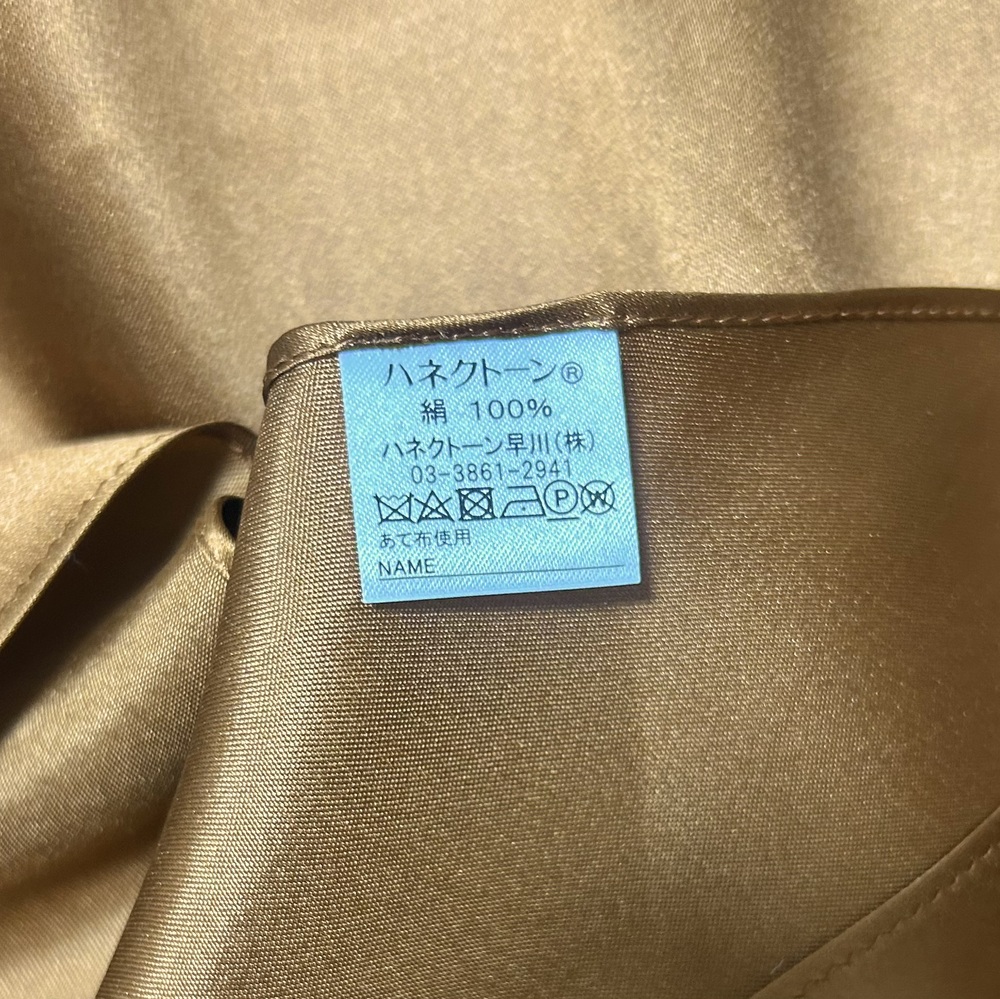 ハネクトーン®
絹 100%
ハネクトーン早川(株)
03-3861-2941
P W
あて布使用
NAME